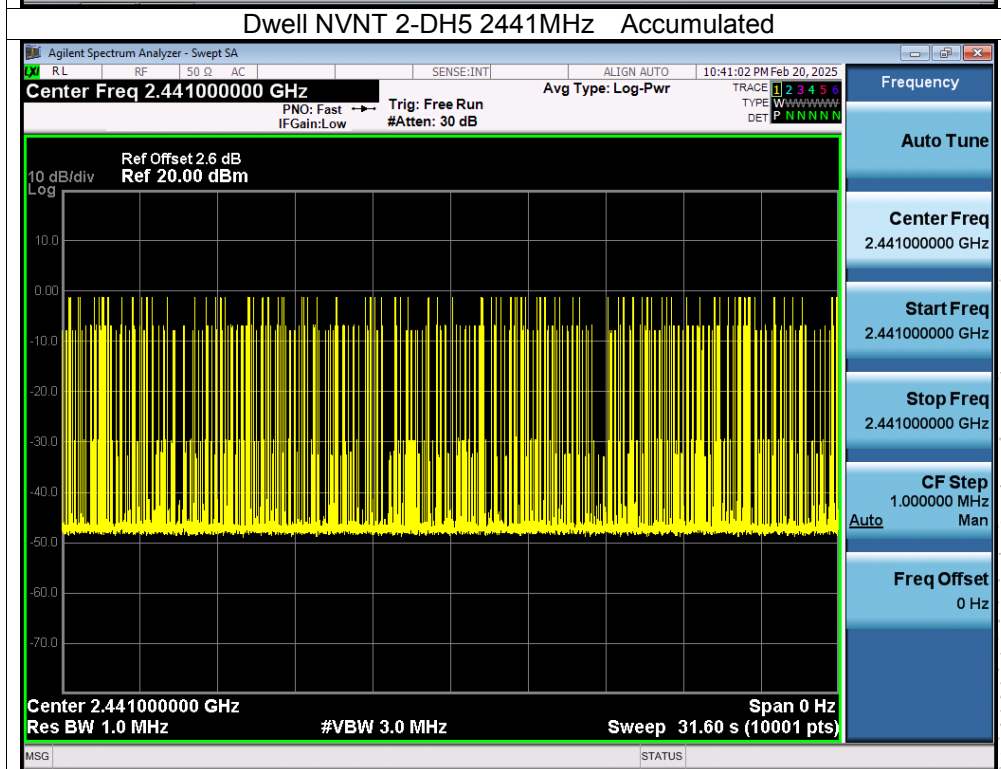 Dwell NVNT 2-DH5 2441MHz Accumulated
Agilent Spectrum Analyzer - Swept SA
LXI RL RF 50 Ω AC SENSE:INT ALIGN AUTO 10:41:02 PM Feb 20, 2025
Center Freq 2.441000000 GHz
PNO: Fast
IFGain:Low
Trig: Free Run
#Atten: 30 dB
Avg Type: Log-Pwr
TRACE 1 2 3 4 5 6
TYPE WWWWWWW
DET P N N N N N
Ref Offset 2.6 dB
10 dB/div Ref 20.00 dBm
Log
10.0
0.00
-10.0
-20.0
-30.0
-40.0
-50.0
-60.0
-70.0
Center 2.441000000 GHz Span 0 Hz
Res BW 1.0 MHz #VBW 3.0 MHz Sweep 31.60 s (10001 pts)
MSG STATUS
Frequency
Auto Tune
Center Freq
2.441000000 GHz
Start Freq
2.441000000 GHz
Stop Freq
2.441000000 GHz
CF Step
1.000000 MHz
Auto Man
Freq Offset
0 Hz